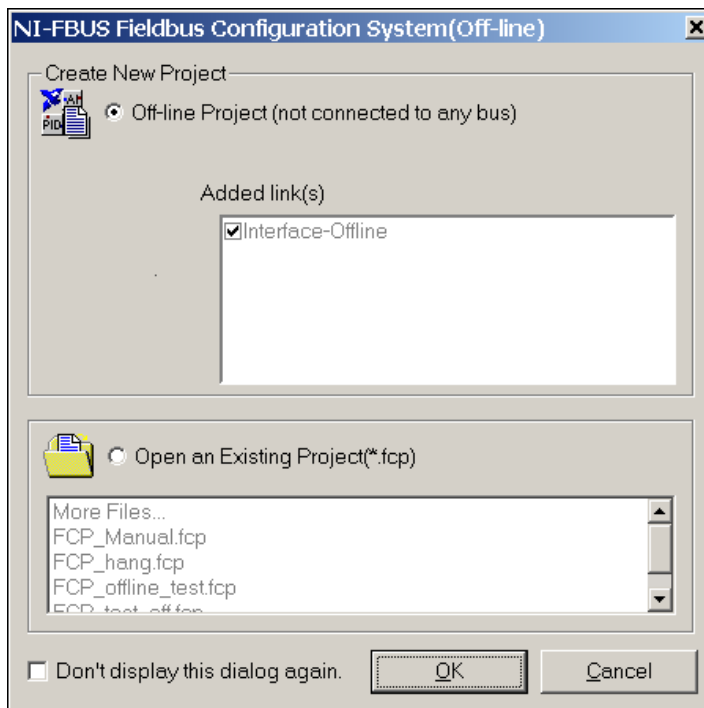 NI-FBUS Fieldbus Configuration System(Off-line)
Create New Project
Off-line Project (not connected to any bus)
Added link(s)
Interface-Offline
Open an Existing Project(*.fcp)
More Files...
FCP_Manual.fcp
FCP_hang.fcp
FCP_offline_test.fcp
FCP_test_off.fcp
Don't display this dialog again.
OK
Cancel